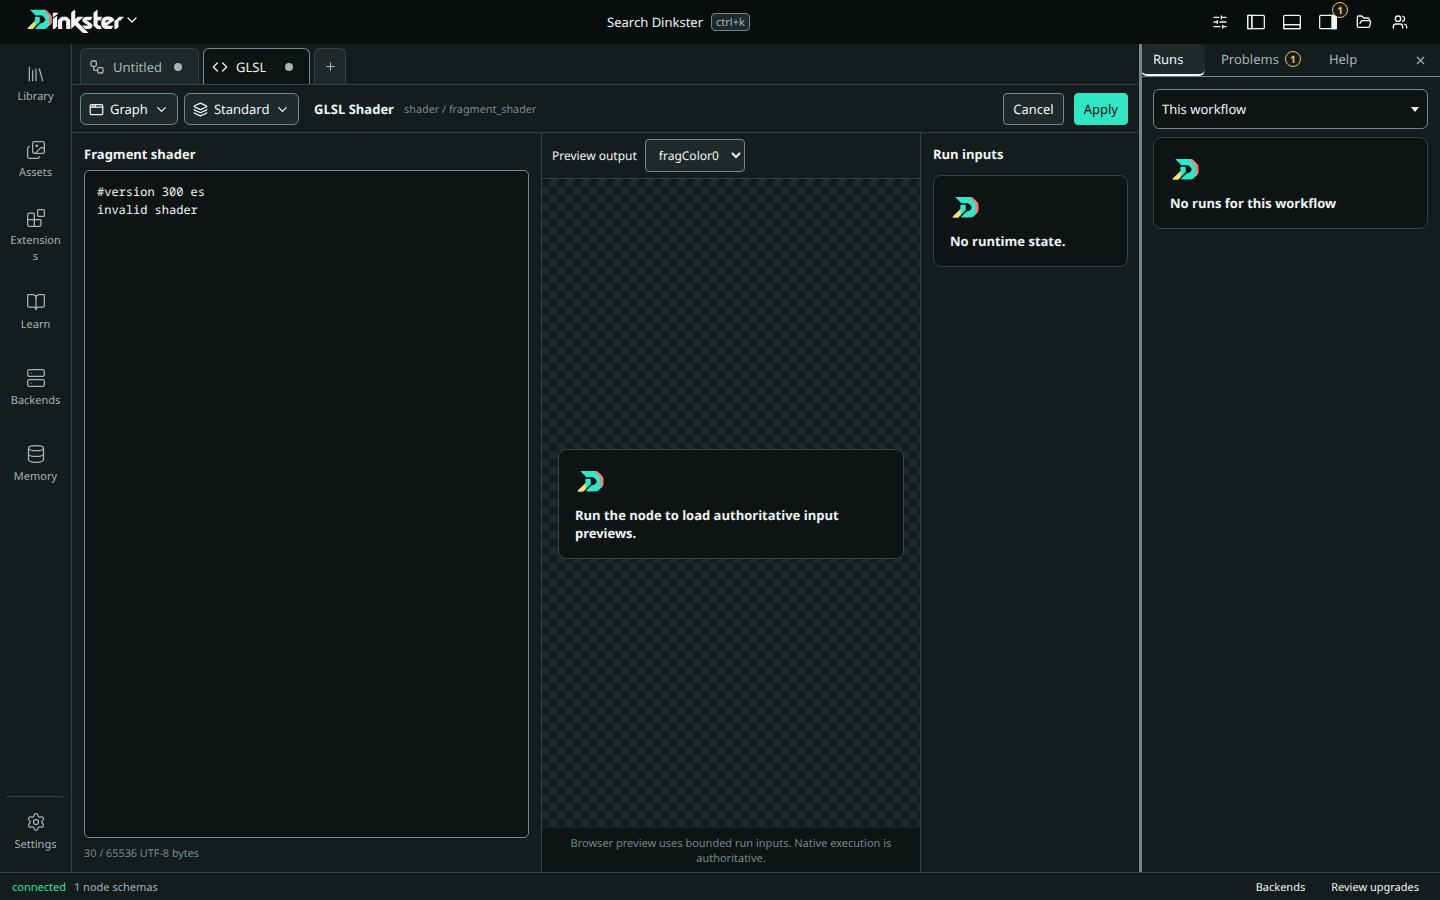 Dinkster
Search Dinkster ctrl+k
1
Library
Assets
Extension
s
Learn
Backends
Memory
Settings
Untitled
GLSL
+
Graph
Standard
GLSL Shader
shader / fragment_shader
Cancel
Apply
Fragment shader
#version 300 es
invalid shader
30 / 65536 UTF-8 bytes
Preview output
fragColor0
Run the node to load authoritative input
previews.
Browser preview uses bounded run inputs. Native execution is
authoritative.
Run inputs
No runtime state.
Runs
Problems 1
Help
This workflow
No runs for this workflow
connected
1 node schemas
Backends
Review upgrades